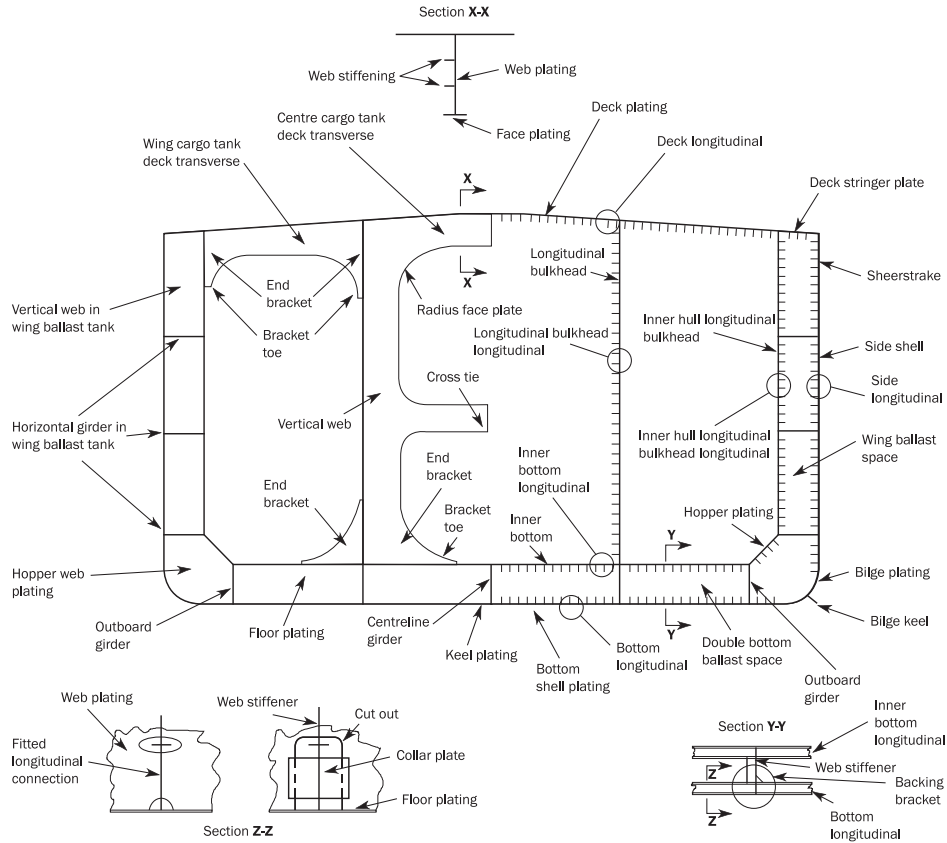 Section X-X
Web stiffening
Web plating
Face plating
Centre cargo tank
deck transverse
Wing cargo tank
deck transverse
Deck plating
Deck longitudinal
Deck stringer plate
X
X
Sheerstrake
End
bracket
Radius face plate
Longitudinal
bulkhead
Vertical web in
wing ballast tank
Bracket
toe
Longitudinal bulkhead
longitudinal
Inner hull longitudinal
bulkhead
Side shell
Cross tie
Side
longitudinal
Horizontal girder in
wing ballast tank
Vertical web
Inner hull longitudinal
bulkhead longitudinal
Wing ballast
space
End
bracket
End
bracket
Inner
bottom
longitudinal
Bracket
toe
Inner
bottom
Hopper plating
Y
Y
Hopper web
plating
Bilge plating
Bilge keel
Outboard
girder
Floor plating
Centreline
girder
Keel plating
Bottom
shell plating
Bottom
longitudinal
Double bottom
ballast space
Outboard
girder
Web plating
Fitted
longitudinal
connection
Web stiffener
Cut out
Collar plate
Floor plating
Section Z-Z
Section Y-Y
Inner
bottom
longitudinal
Web stiffener
Backing
bracket
Bottom
longitudinal
Z
Z